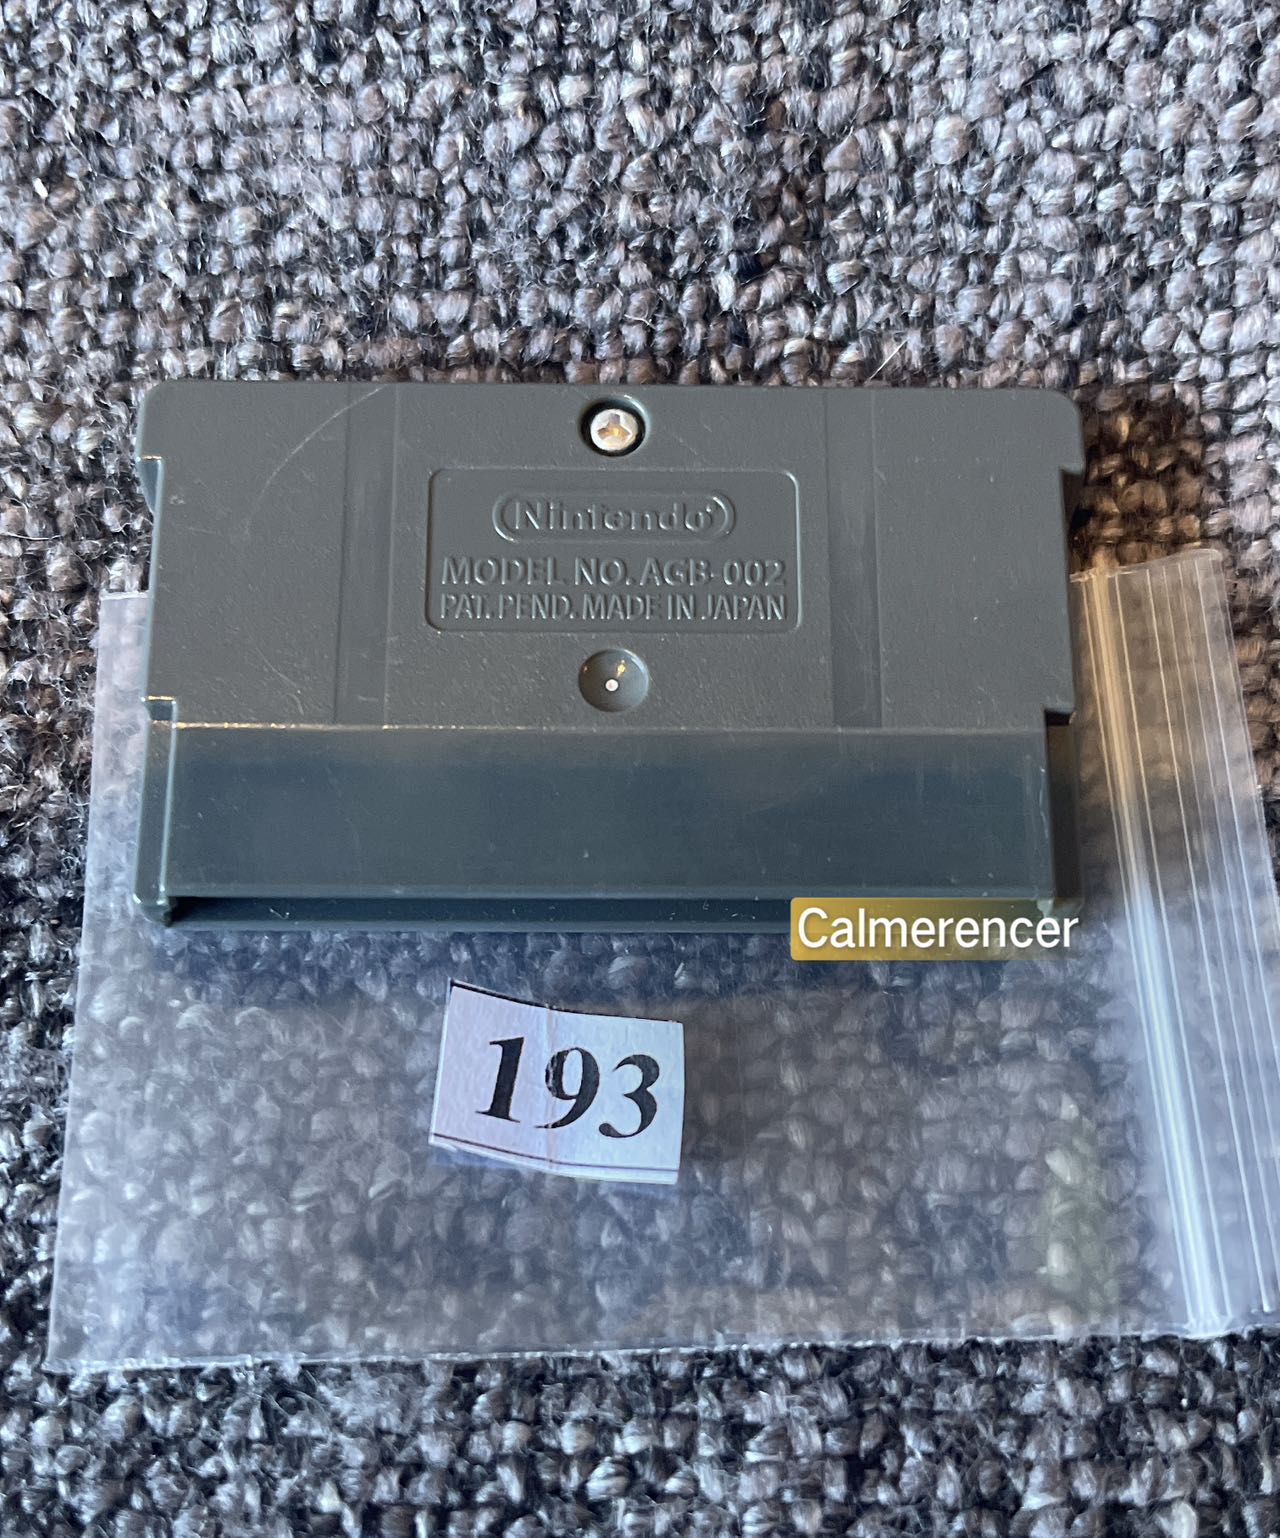 Nintendo
MODEL NO. AGB-002
PAT. PEND. MADE IN JAPAN
Calmerencer
193